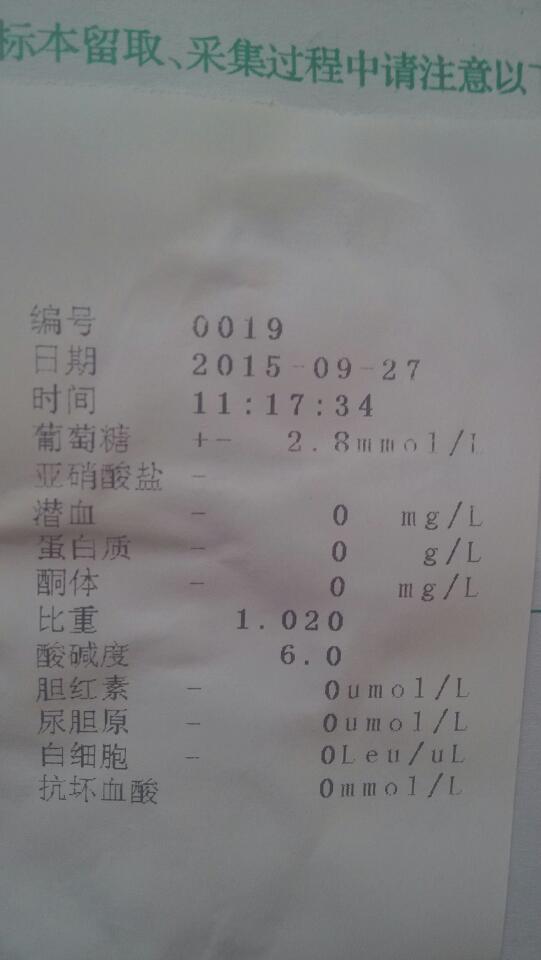 标本留取、采集过程中请注意以下
编号 0019
日期 2015-09-27
时间 11:17:34
葡萄糖 +- 2.8mmol/L
亚硝酸盐 -
潜血 - 0 mg/L
蛋白质 - 0 g/L
酮体 - 0 mg/L
比重 1.020
酸碱度 6.0
胆红素 - 0umol/L
尿胆原 - 0umol/L
白细胞 - 0Leu/uL
抗坏血酸 0mmol/L